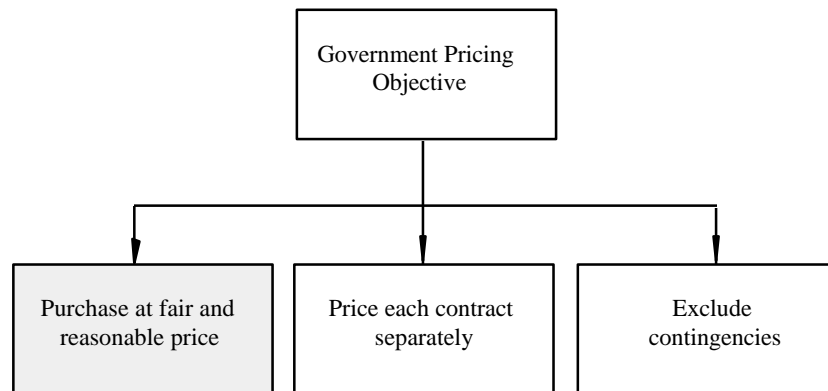 Government Pricing
Objective
Purchase at fair and
reasonable price
Price each contract
separately
Exclude
contingencies